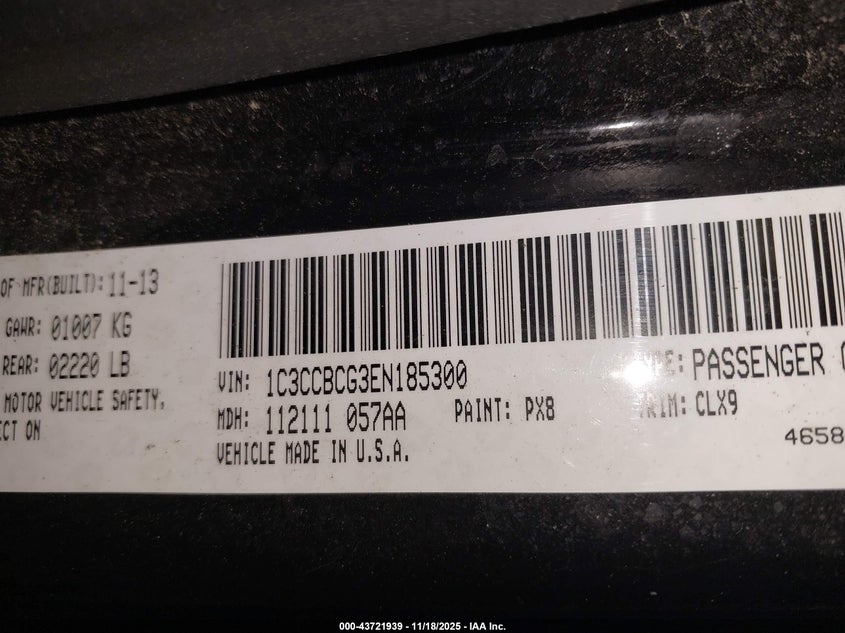 OF MFR(BUILT): 11-13
GAWR: 01007 KG
REAR: 02220 LB
MOTOR VEHICLE SAFETY,
ECT ON
VIN: 1C3CCBCG3EN185300
PASSENGER
MDH: 112111 057AA PAINT: PX8 TRIM: CLX9
VEHICLE MADE IN U.S.A.
4658
000-43721939 - 11/18/2025 - IAA Inc.